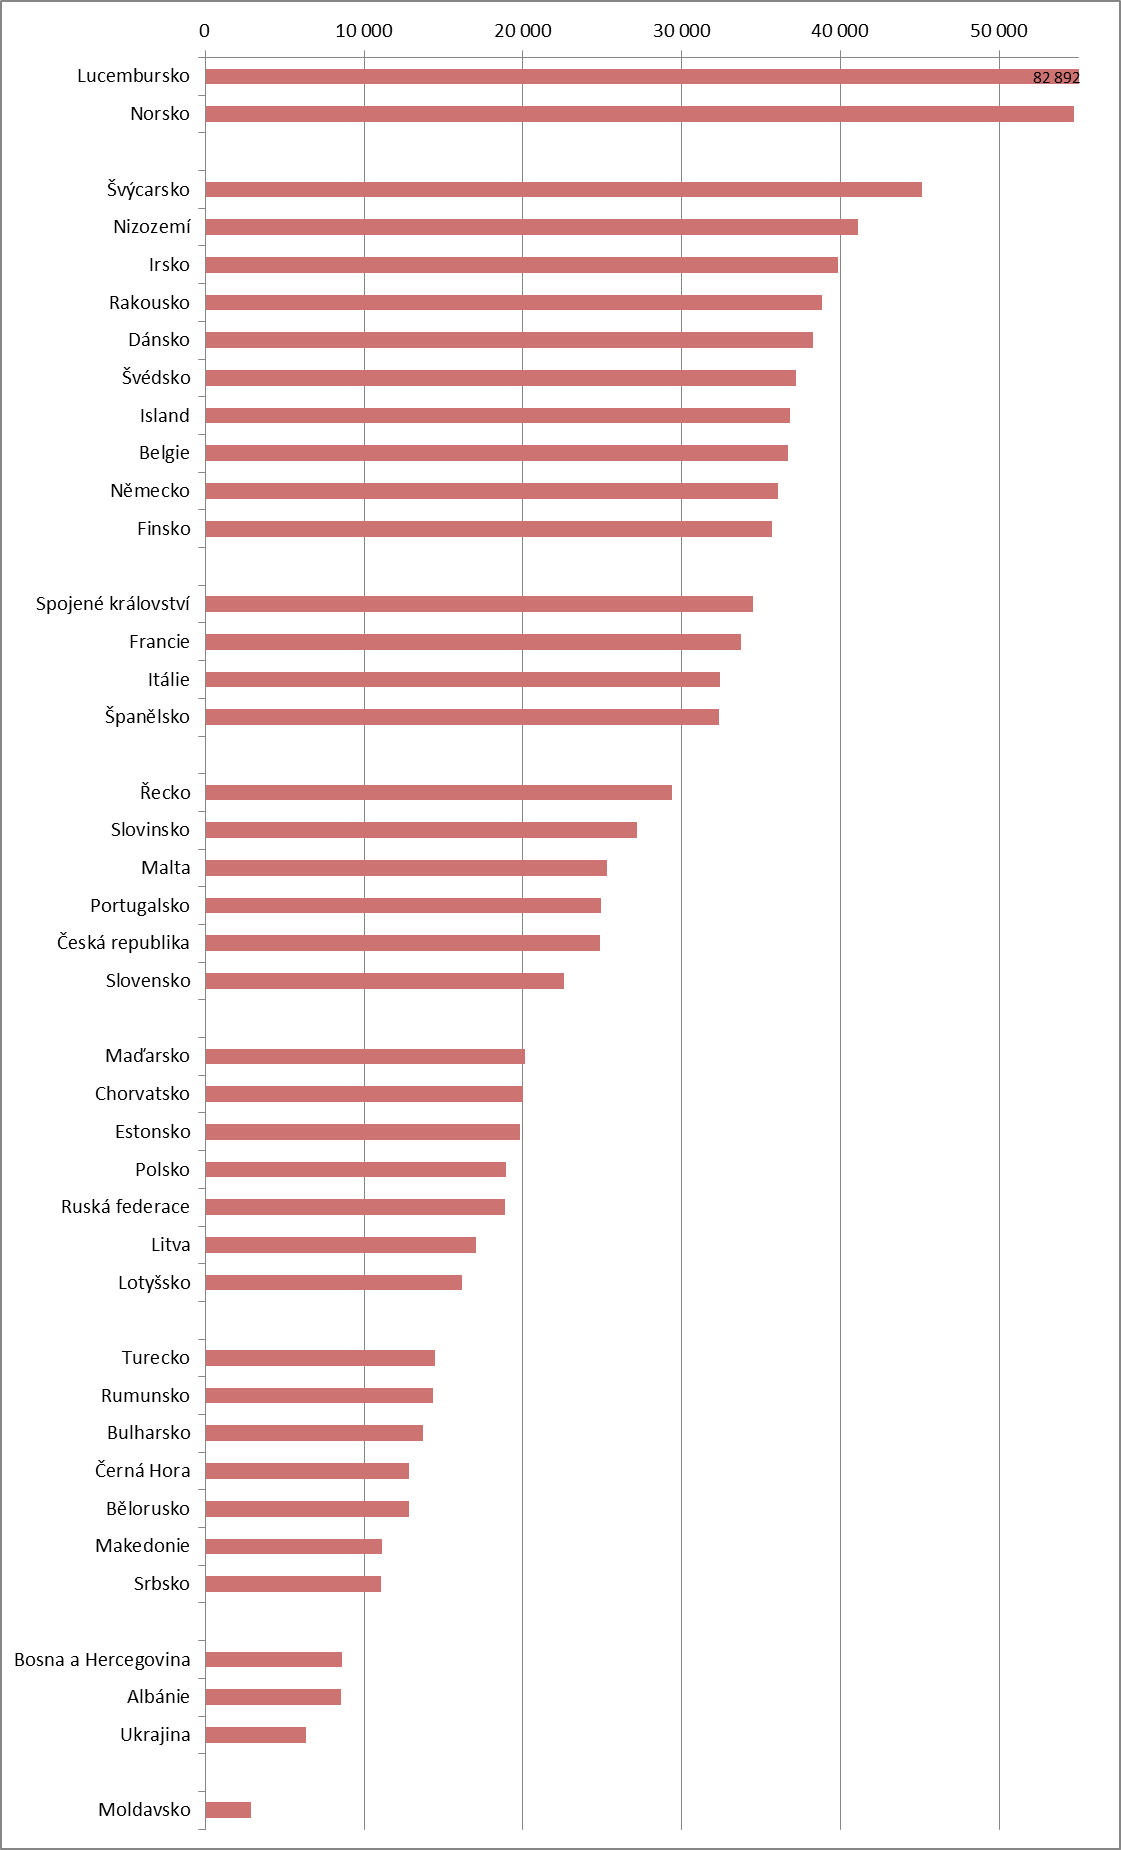 0 10 000 20 000 30 000 40 000 50 000
Lucembursko 82 892
Norsko
Švýcarsko
Nizozemí
Irsko
Rakousko
Dánsko
Švédsko
Island
Belgie
Německo
Finsko
Spojené království
Francie
Itálie
Španělsko
Řecko
Slovinsko
Malta
Portugalsko
Česká republika
Slovensko
Maďarsko
Chorvatsko
Estonsko
Polsko
Ruská federace
Litva
Lotyšsko
Turecko
Rumunsko
Bulharsko
Černá Hora
Bělorusko
Makedonie
Srbsko
Bosna a Hercegovina
Albánie
Ukrajina
Moldavsko